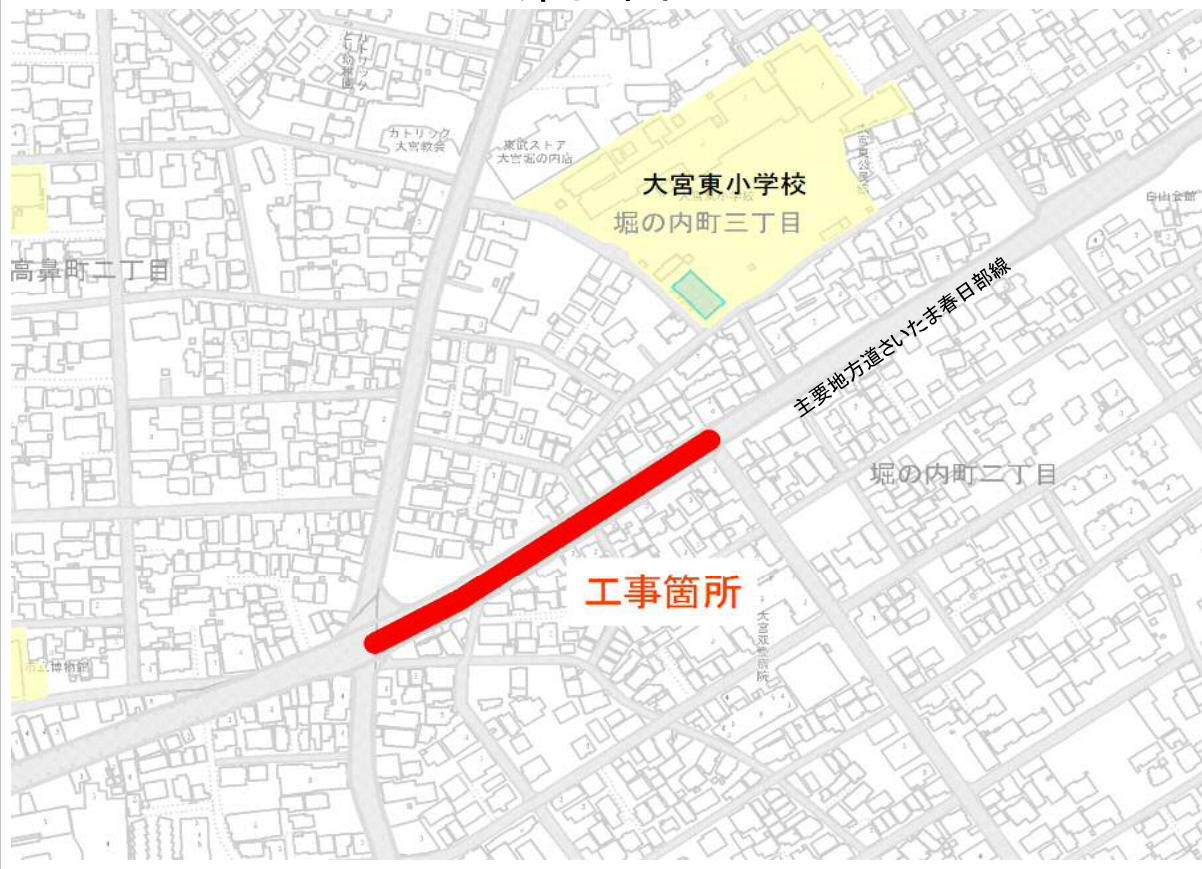 カトリック
大宮教会
東武ストア
大宮堀の内店
大宮東小学校
堀の内町三丁目
白山会館
高鼻町二丁目
主要地方道さいたま春日部線
堀の内町二丁目
工事箇所
大宮双愛病院
市立博物館